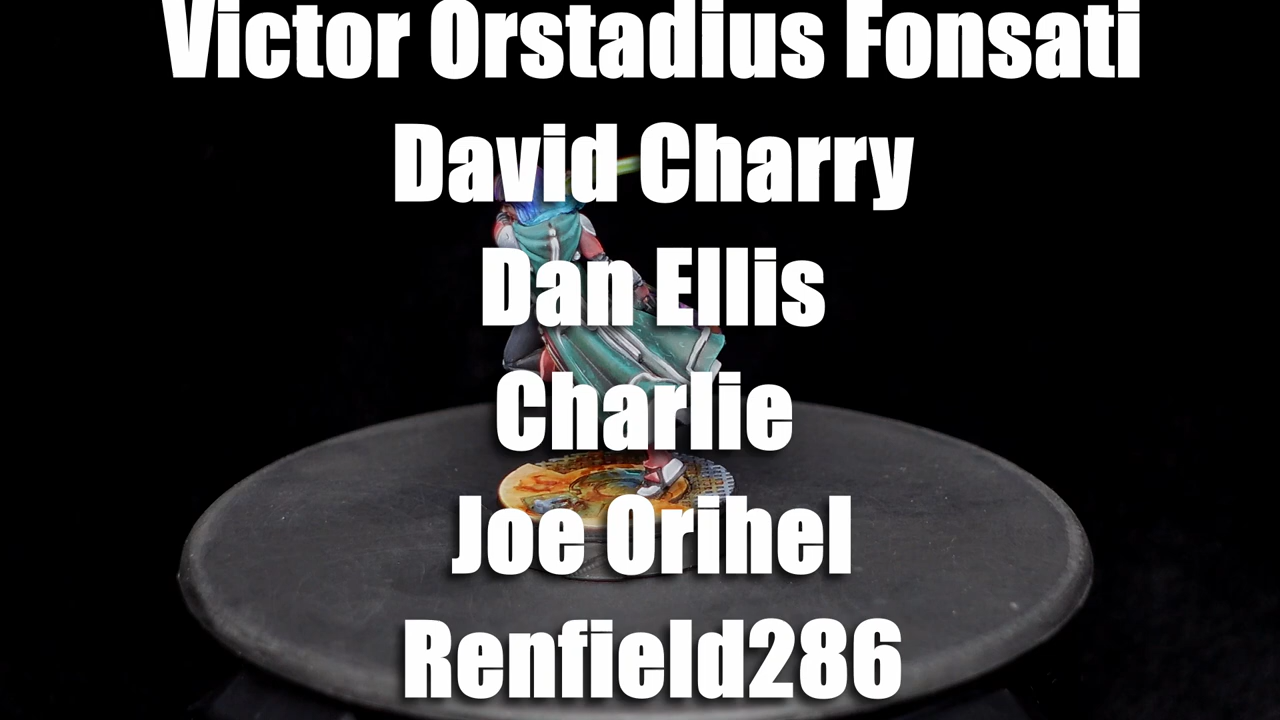 Victor Orstadius Fonsati
David Charry
Dan Ellis
Charlie
Joe Orihel
Renfield286